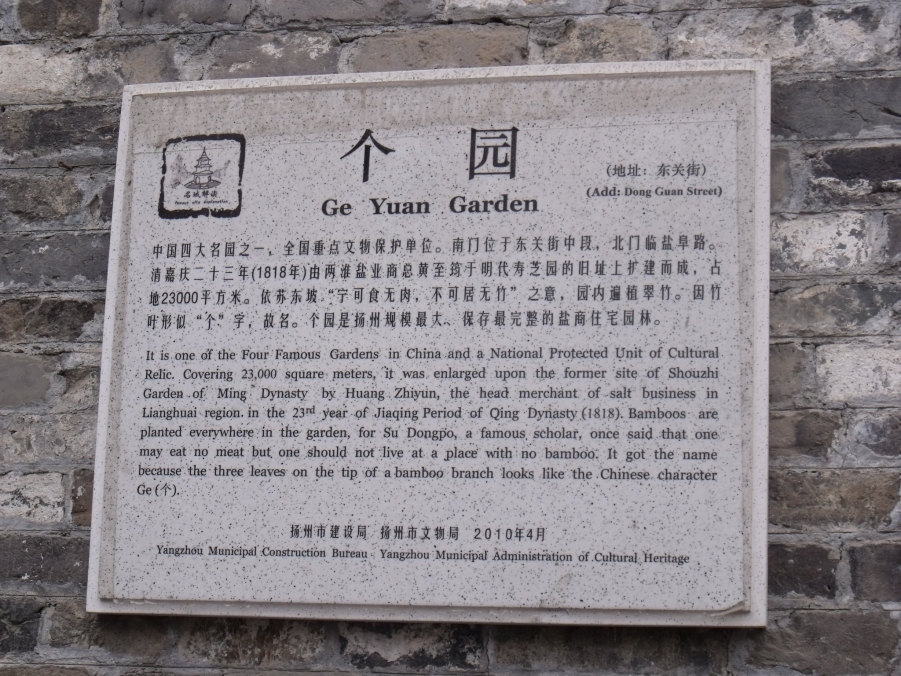 个 园
(地址：东关街)
Ge Yuan Garden
(Add: Dong Guan Street)
名城解读
中国四大名园之一，全国重点文物保护单位。南门位于东关街中段，北门临盐阜路。
清嘉庆二十三年(1818年)由两淮盐业商总黄至筠于明代寿芝园的旧址上扩建而成，占
地23000平方米。依苏东坡“宁可食无肉，不可居无竹”之意，园内遍植翠竹。因竹
叶形似“个”字，故名。个园是扬州规模最大、保存最完整的盐商住宅园林。
It is one of the Four Famous Gardens in China and a National Protected Unit of Cultural
Relic. Covering 23,000 square meters, it was enlarged upon the former site of Shouzhi
Garden of Ming Dynasty by Huang Zhiyun, the head merchant of salt business in
Lianghuai region. in the 23rd year of Jiaqing Period of Qing Dynasty (1818). Bamboos are
planted everywhere in the garden, for Su Dongpo, a famous scholar, once said that one
may eat no meat but one should not live at a place with no bamboo. It got the name
because the three leaves on the tip of a bamboo branch looks like the Chinese character
Ge (个).
扬州市建设局 扬州市文物局 2010年4月
Yangzhou Municipal Construction Bureau Yangzhou Municipal Administration of Cultural Heritage